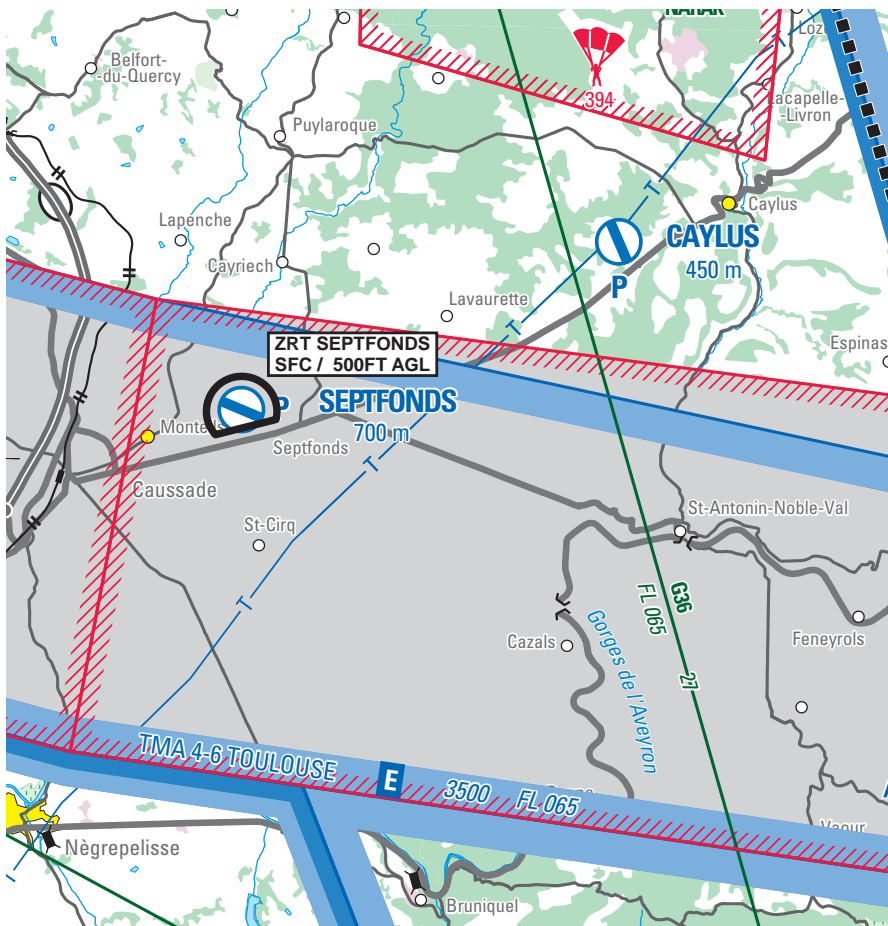 NAHAR
Loz
Belfort-
-du-Quercy
394
Lacapelle-
-Livron
Puylaroque
T
Caylus
Lapenche
CAYLUS
450 m
Cayriech
P
Lavaurette
T
ZRT SEPTFONDS
SFC / 500FT AGL
Espinas
P
SEPTFONDS
700 m
Monteils
Septfonds
T
Caussade
St-Antonin-Noble-Val
St-Cirq
G36
FL 065
27
T
Cazals
Feneyrols
Gorges de l'Aveyron
TMA 4-6 TOULOUSE
E
3500 FL 065
Vaour
Nègrepelisse
Bruniquel